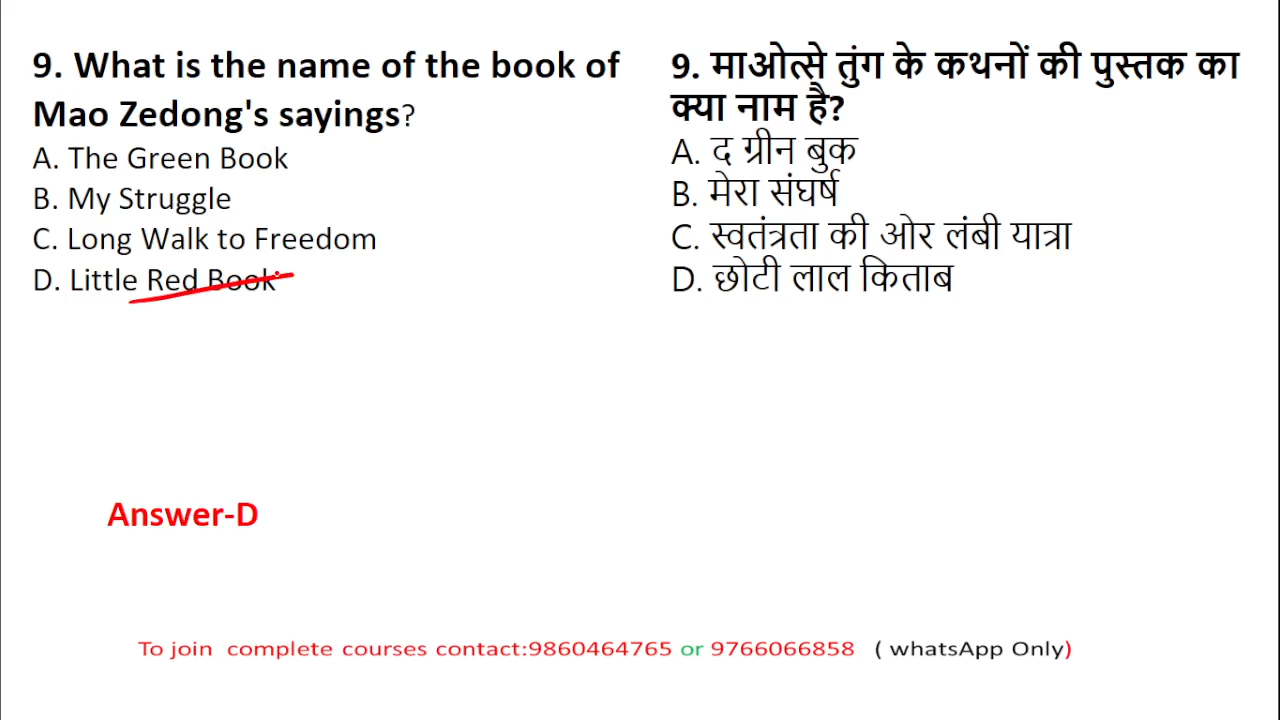 9. What is the name of the book of
Mao Zedong's sayings?
A. The Green Book
B. My Struggle
C. Long Walk to Freedom
D. Little Red Book
9. माओत्से तुंग के कथनों की पुस्तक का
क्या नाम है?
A. द ग्रीन बुक
B. मेरा संघर्ष
C. स्वतंत्रता की ओर लंबी यात्रा
D. छोटी लाल किताब
Answer-D
To join complete courses contact:9860464765 or 9766066858 ( whatsApp Only)